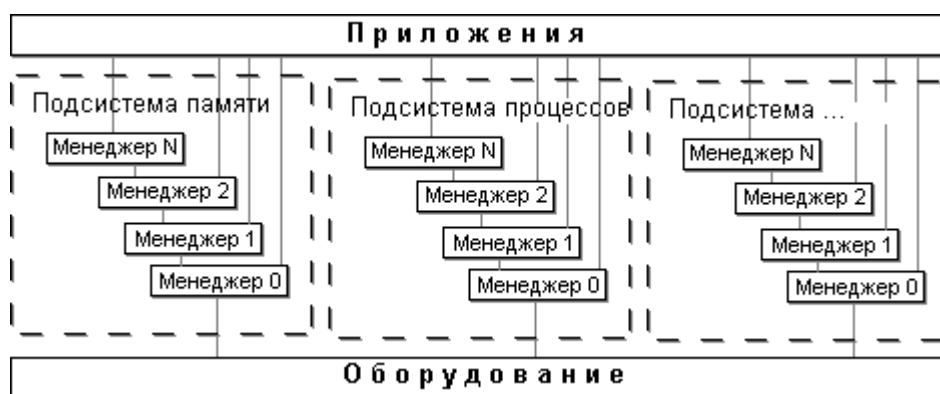 Приложения
Подсистема памяти
Менеджер N
Менеджер 2
Менеджер 1
Менеджер 0
Подсистема процессов
Менеджер N
Менеджер 2
Менеджер 1
Менеджер 0
Подсистема ...
Менеджер N
Менеджер 2
Менеджер 1
Менеджер 0
Оборудование